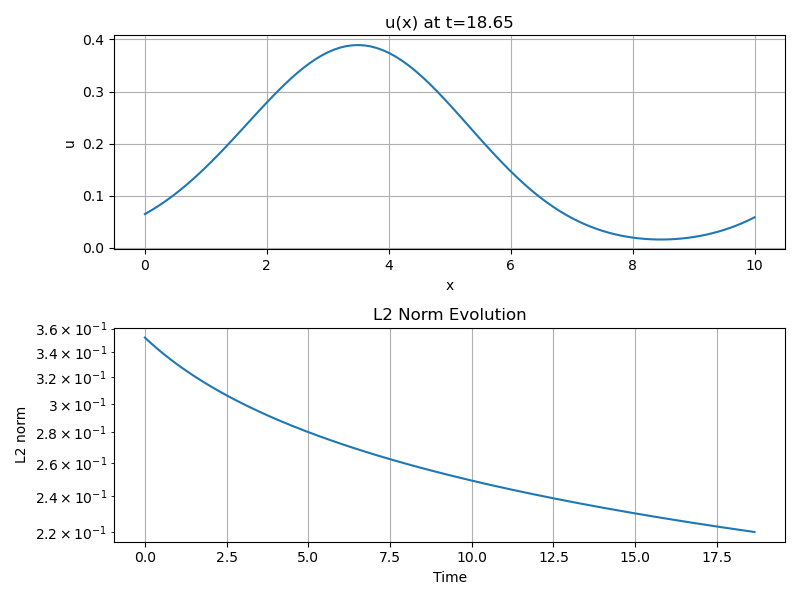 u(x) at t=18.65
0.4
0.3
0.2
0.1
0.0
u
0 2 4 6 8 10
x
L2 Norm Evolution
3.6 × 10⁻¹
3.4 × 10⁻¹
3.2 × 10⁻¹
3 × 10⁻¹
2.8 × 10⁻¹
2.6 × 10⁻¹
2.4 × 10⁻¹
2.2 × 10⁻¹
L2 norm
0.0 2.5 5.0 7.5 10.0 12.5 15.0 17.5
Time